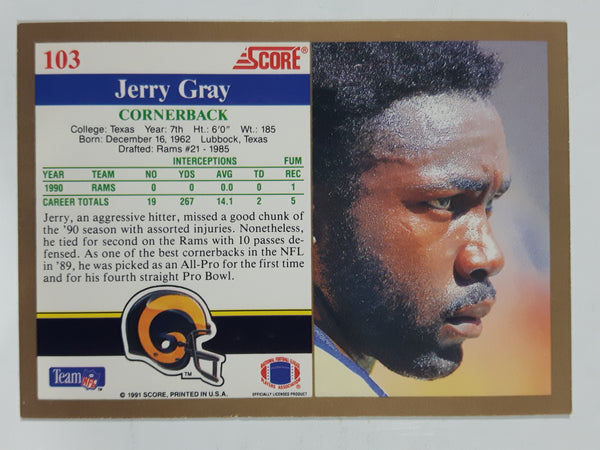 103
SCORE®
Jerry Gray
CORNERBACK
College: Texas Year: 7th Ht.: 6'0" Wt.: 185
Born: December 16, 1962 Lubbock, Texas
Drafted: Rams #21 - 1985
INTERCEPTIONS FUM
YEAR TEAM NO YDS AVG TD REC
1990 RAMS 0 0 0.0 0 1
CAREER TOTALS 19 267 14.1 2 5
Jerry, an aggressive hitter, missed a good chunk of
the '90 season with assorted injuries. Nonetheless,
he tied for second on the Rams with 10 passes de-
fensed. As one of the best cornerbacks in the NFL
in '89, he was picked as an All-Pro for the first time
and for his fourth straight Pro Bowl.
TM
Team NFL
© 1991 SCORE, PRINTED IN U.S.A.
OFFICIALLY LICENSED PRODUCT